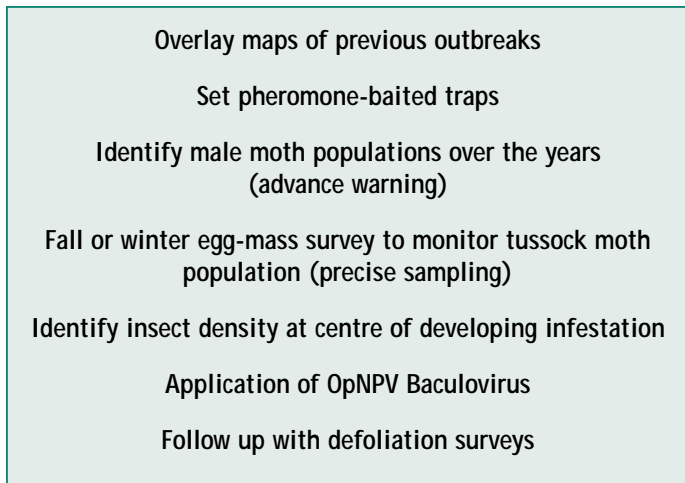 Overlay maps of previous outbreaks
Set pheromone-baited traps
Identify male moth populations over the years
(advance warning)
Fall or winter egg-mass survey to monitor tussock moth
population (precise sampling)
Identify insect density at centre of developing infestation
Application of OpNPV Baculovirus
Follow up with defoliation surveys